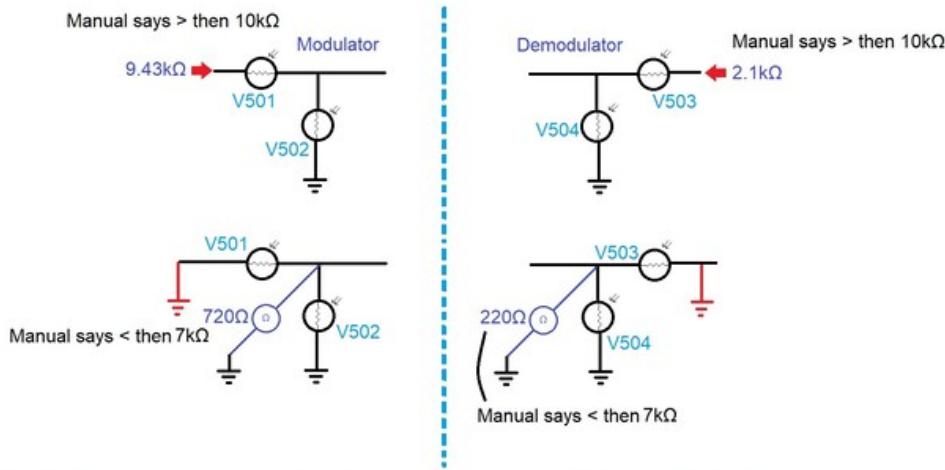 Manual says > then 10kΩ
Modulator
9.43kΩ
V501
V502
Demodulator
Manual says > then 10kΩ
2.1kΩ
V503
V504
V501
720Ω
Ω
V502
Manual says < then 7kΩ
V503
220Ω
Ω
V504
Manual says < then 7kΩ